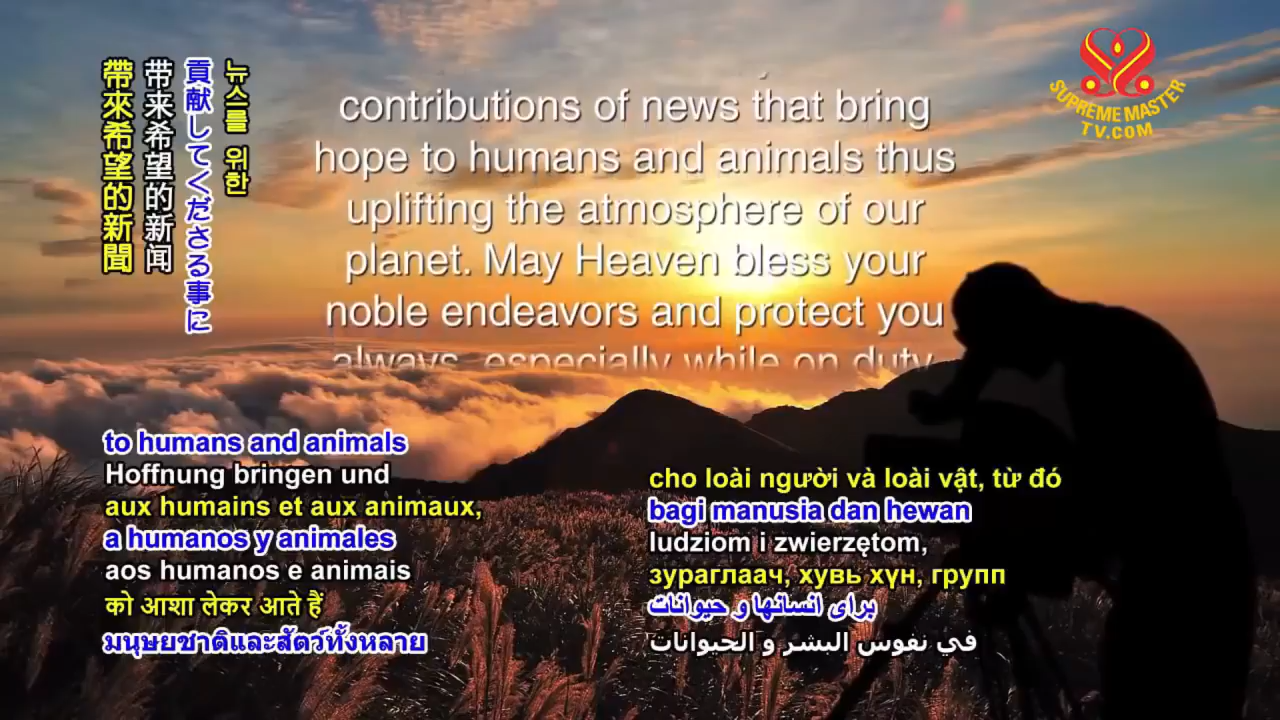 帶來希望的新聞
带来希望的新闻
貢献してくださる事に
뉴스를 위한
contributions of news that bring
hope to humans and animals thus
uplifting the atmosphere of our
planet. May Heaven bless your
noble endeavors and protect you
always, especially while on duty.
SUPREME MASTER
TV.COM
to humans and animals
Hoffnung bringen und
aux humains et aux animaux,
a humanos y animales
aos humanos e animais
को आशा लेकर आते हैं
มนุษยชาติและสัตว์ทั้งหลาย
cho loài người và loài vật, từ đó
bagi manusia dan hewan
ludziom i zwierzętom,
зураглаач, хувь хүн, групп
برای انسانها و حیوانات
في نفوس البشر و الحيوانات